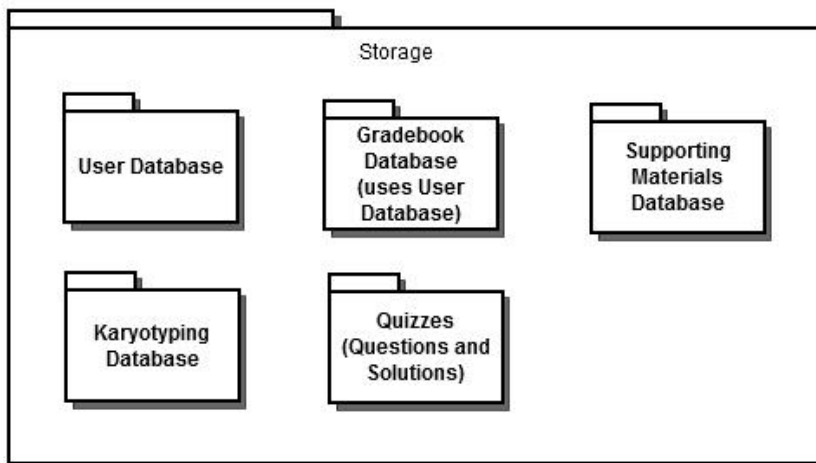 Storage
User Database
Gradebook
Database
(uses User
Database)
Supporting
Materials
Database
Karyotyping
Database
Quizzes
(Questions and
Solutions)